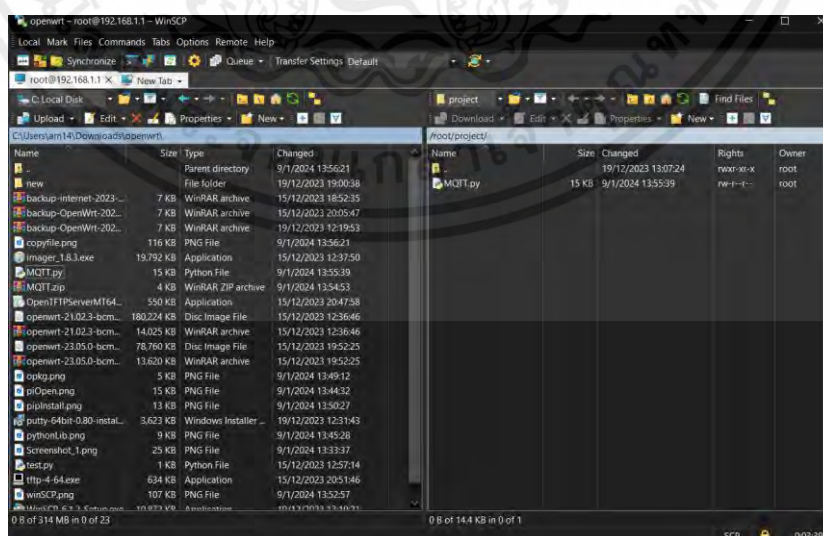 openwrt – root@192.168.1.1 – WinSCP
Local Mark Files Commands Tabs Options Remote Help
Synchronize Queue Transfer Settings Default
root@192.168.1.1 X New Tab
C: Local Disk
Upload Edit Properties New
C:\Users\arn14\Downloads\openwrt\
Name Size Type Changed
.. Parent directory 9/1/2024 13:56:21
new File folder 19/12/2023 19:00:38
backup-internet-2023-... 7 KB WinRAR archive 15/12/2023 18:52:35
backup-OpenWrt-202... 7 KB WinRAR archive 15/12/2023 20:05:47
backup-OpenWrt-202... 7 KB WinRAR archive 19/12/2023 12:19:53
copyfile.png 116 KB PNG File 9/1/2024 13:56:21
imager_1.8.3.exe 19,792 KB Application 15/12/2023 12:37:50
MQTT.py 15 KB Python File 9/1/2024 13:55:39
MQTT.zip 4 KB WinRAR ZIP archive 9/1/2024 13:54:53
OpenTFTPServerMT64... 550 KB Application 15/12/2023 20:47:58
openwrt-21.02.3-bcm... 180,224 KB Disc Image File 15/12/2023 12:36:46
openwrt-21.02.3-bcm... 14,025 KB WinRAR archive 15/12/2023 12:36:46
openwrt-23.05.0-bcm... 78,760 KB Disc Image File 15/12/2023 19:52:25
openwrt-23.05.0-bcm... 13,620 KB WinRAR archive 15/12/2023 19:52:25
opkg.png 5 KB PNG File 9/1/2024 13:49:12
piOpen.png 15 KB PNG File 9/1/2024 13:44:32
pipInstall.png 13 KB PNG File 9/1/2024 13:50:27
putty-64bit-0.80-instal... 3,623 KB Windows Installer ... 19/12/2023 12:31:43
pythonLib.png 9 KB PNG File 9/1/2024 13:45:28
Screenshot_1.png 25 KB PNG File 9/1/2024 13:33:37
test.py 1 KB Python File 15/12/2023 12:57:14
tftp-4-64.exe 634 KB Application 15/12/2023 20:51:46
winSCP.png 107 KB PNG File 9/1/2024 13:52:57
0 B of 314 MB in 0 of 23
project Find Files
Download Edit Properties New
/root/project/
Name Size Changed Rights Owner
.. 19/12/2023 13:07:24 rwxr-xr-x root
MQTT.py 15 KB 9/1/2024 13:55:39 rw-r--r-- root
0 B of 14.4 KB in 0 of 1
SCP